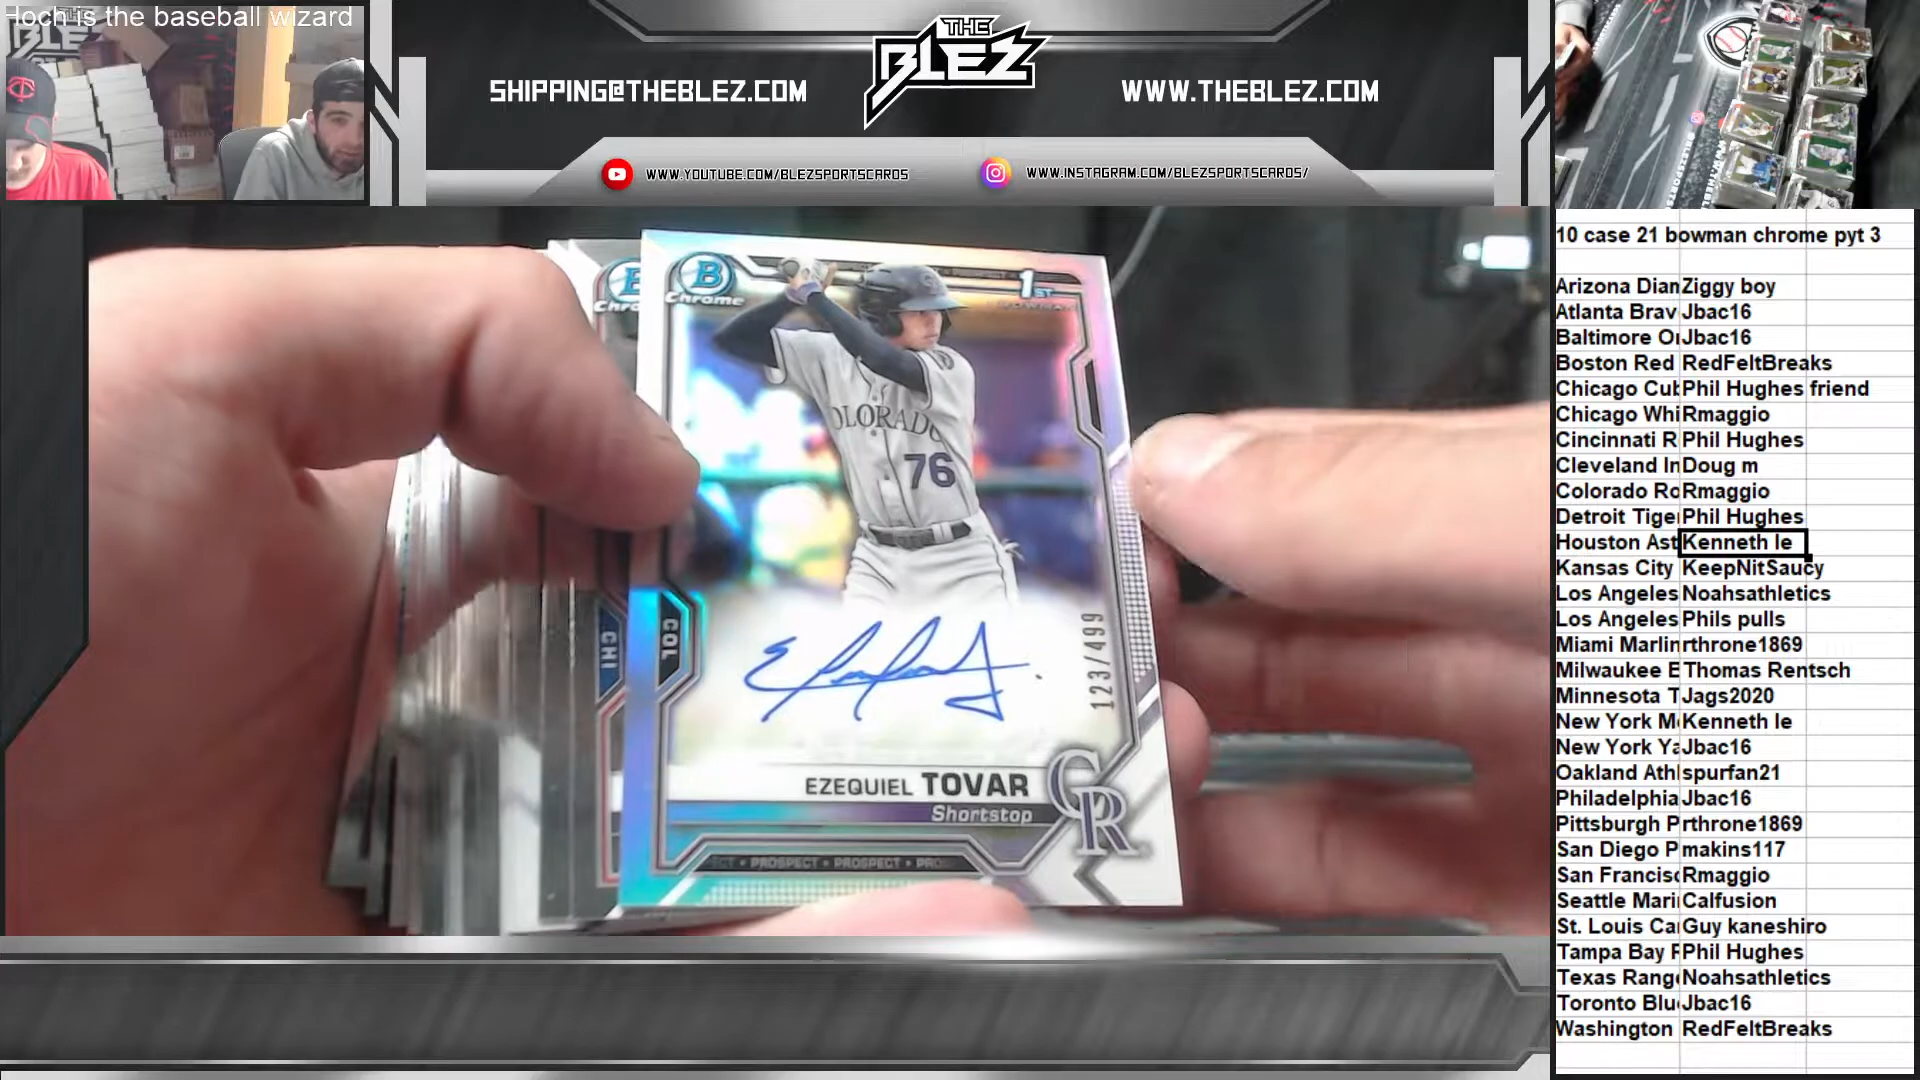 Hoch is the baseball wizard
THE
BLEZ
SHIPPING@THEBLEZ.COM
WWW.THEBLEZ.COM
WWW.YOUTUBE.COM/BLEZSPORTSCARDS
WWW.INSTAGRAM.COM/BLEZSPORTSCARDS/
B
Chrome
1ST
OLORADO
76
COL
CHI
123/499
EZEQUIEL TOVAR
Shortstop
CR
PROSPECT • PROSPECT • PRO
10 case 21 bowman chrome pyt 3
Arizona Dian Ziggy boy
Atlanta Brav Jbac16
Baltimore Or Jbac16
Boston Red RedFeltBreaks
Chicago Cub Phil Hughes friend
Chicago Whi Rmaggio
Cincinnati R Phil Hughes
Cleveland In Doug m
Colorado Ro Rmaggio
Detroit Tige Phil Hughes
Houston Ast Kenneth le
Kansas City KeepNitSaucy
Los Angeles Noahsathletics
Los Angeles Phils pulls
Miami Marlin rthrone1869
Milwaukee B Thomas Rentsch
Minnesota T Jags2020
New York M Kenneth le
New York Ya Jbac16
Oakland Athl spurfan21
Philadelphia Jbac16
Pittsburgh P rthrone1869
San Diego P makins117
San Francisc Rmaggio
Seattle Mari Calfusion
St. Louis Car Guy kaneshiro
Tampa Bay R Phil Hughes
Texas Range Noahsathletics
Toronto Blu Jbac16
Washington RedFeltBreaks